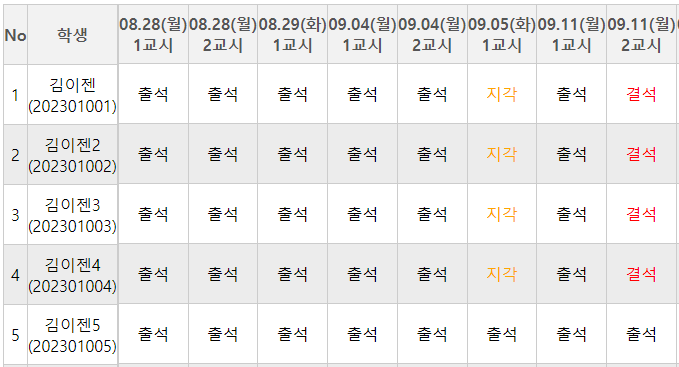 No 학생 08.28(월) 1교시 08.28(월) 2교시 08.29(화) 1교시 09.04(월) 1교시 09.04(월) 2교시 09.05(화) 1교시 09.11(월) 1교시 09.11(월) 2교시
1 김이젠 (202301001) 출석 출석 출석 출석 출석 지각 출석 결석
2 김이젠2 (202301002) 출석 출석 출석 출석 출석 지각 출석 결석
3 김이젠3 (202301003) 출석 출석 출석 출석 출석 지각 출석 결석
4 김이젠4 (202301004) 출석 출석 출석 출석 출석 지각 출석 결석
5 김이젠5 (202301005) 출석 출석 출석 출석 출석 출석 출석 출석